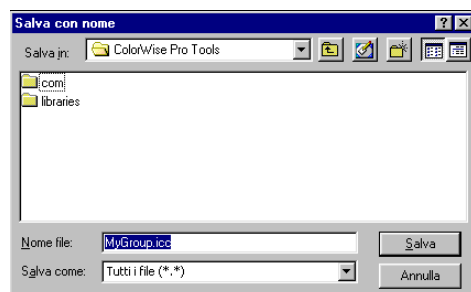 Salva con nome
Salva in: ColorWise Pro Tools
com
libraries
Nome file: MyGroup.icc Salva
Salva come: Tutti i file (*.*) Annulla